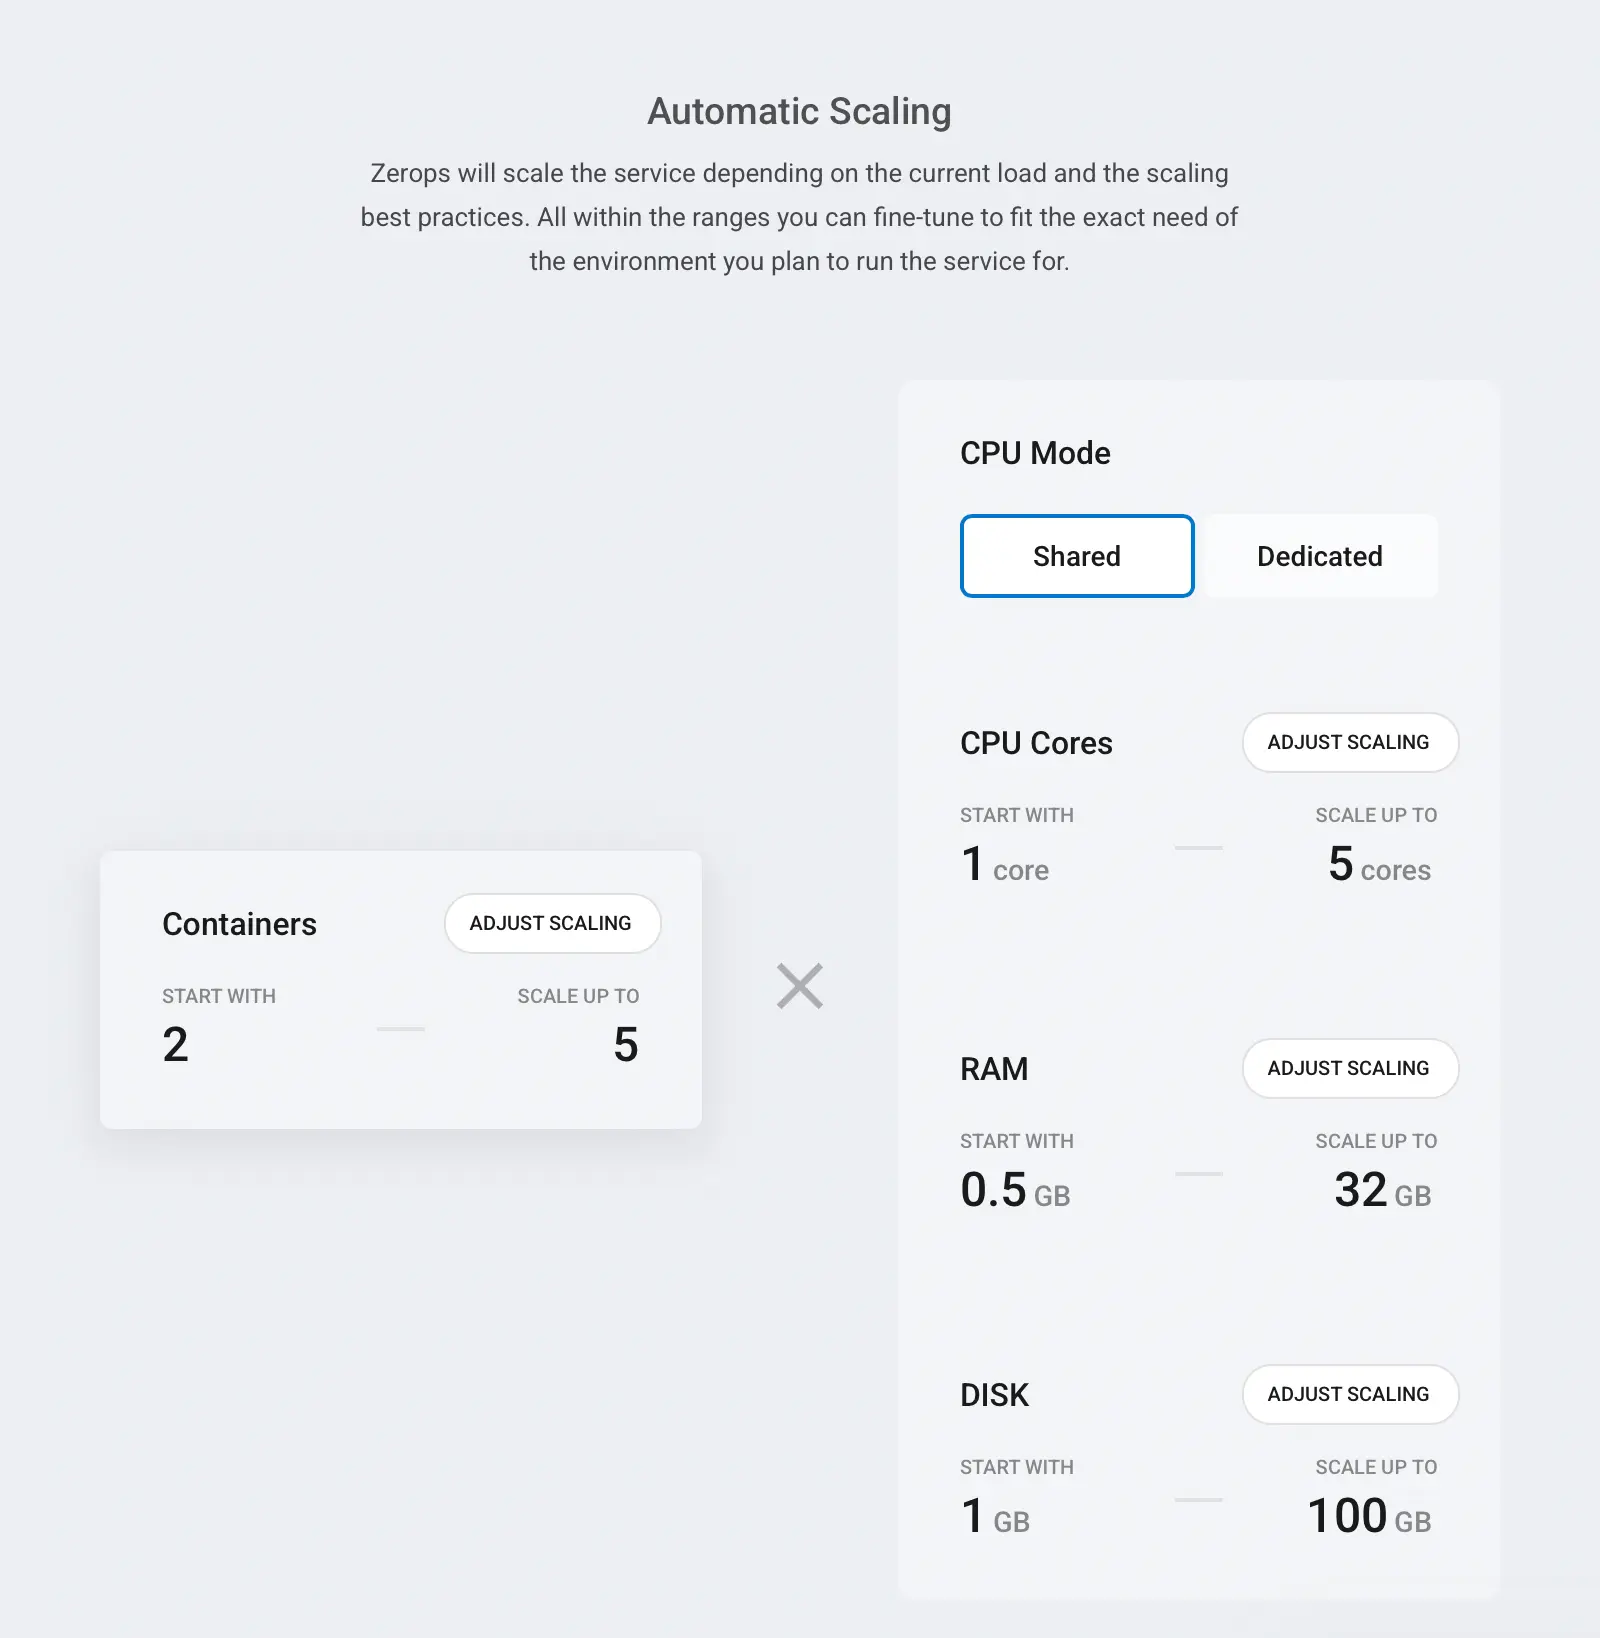 Automatic Scaling
Zerops will scale the service depending on the current load and the scaling
best practices. All within the ranges you can fine-tune to fit the exact need of
the environment you plan to run the service for.
Containers
ADJUST SCALING
START WITH
SCALE UP TO
2
5
CPU Mode
Shared
Dedicated
CPU Cores
ADJUST SCALING
START WITH
SCALE UP TO
1 core
5 cores
RAM
ADJUST SCALING
START WITH
SCALE UP TO
0.5 GB
32 GB
DISK
ADJUST SCALING
START WITH
SCALE UP TO
1 GB
100 GB